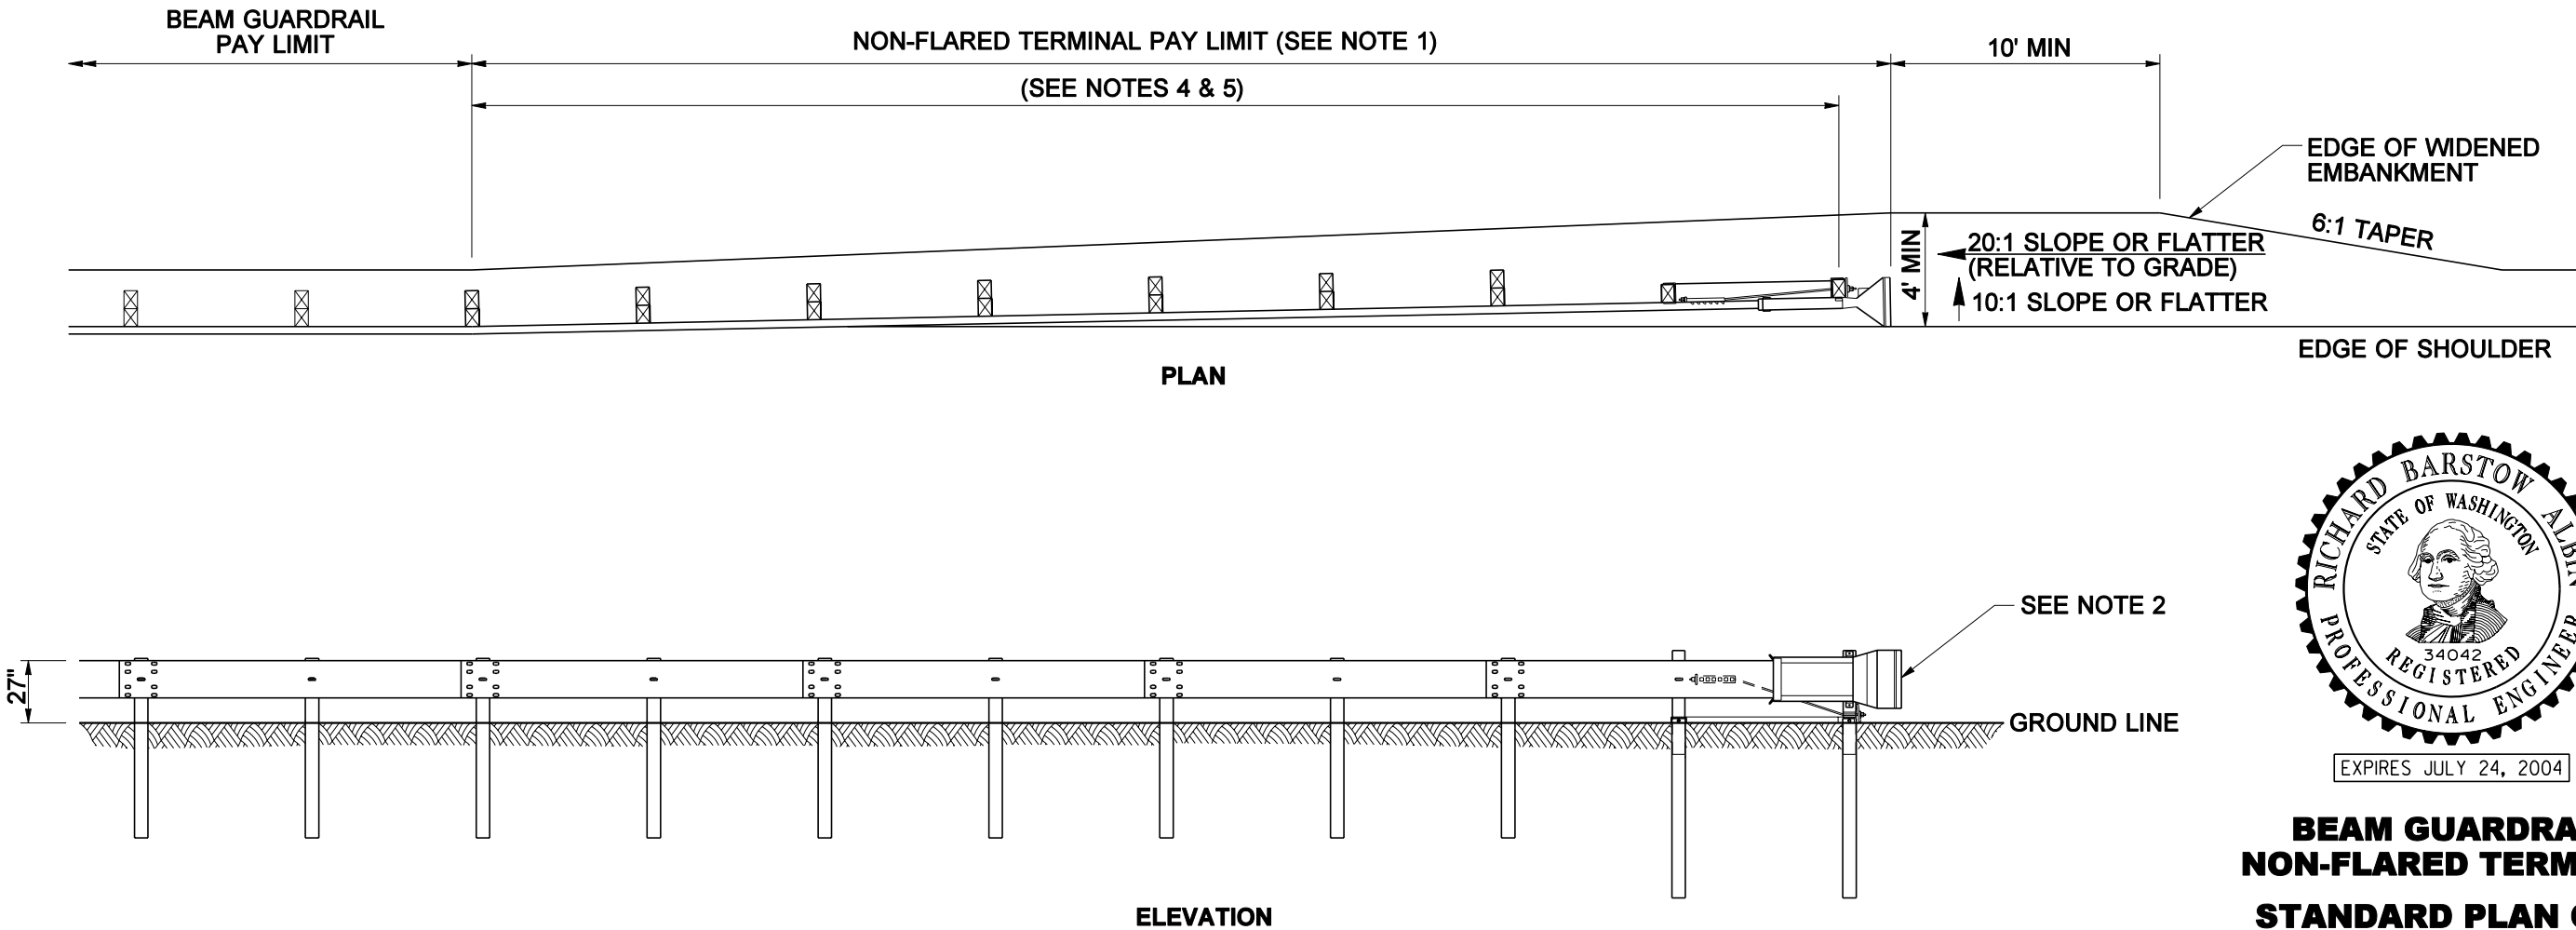 BEAM GUARDRAIL
PAY LIMIT
NON-FLARED TERMINAL PAY LIMIT (SEE NOTE 1)
10' MIN
(SEE NOTES 4 & 5)
EDGE OF WIDENED
EMBANKMENT
6:1 TAPER
4' MIN
20:1 SLOPE OR FLATTER
(RELATIVE TO GRADE)
10:1 SLOPE OR FLATTER
EDGE OF SHOULDER
PLAN
RICHARD BARSTOW
STATE OF WASHINGTON
34042
REGISTERED
PROFESSIONAL ENGINEER
EXPIRES JULY 24, 2004
SEE NOTE 2
27"
GROUND LINE
ELEVATION
BEAM
NON-FLARED
STANDARD PLAN